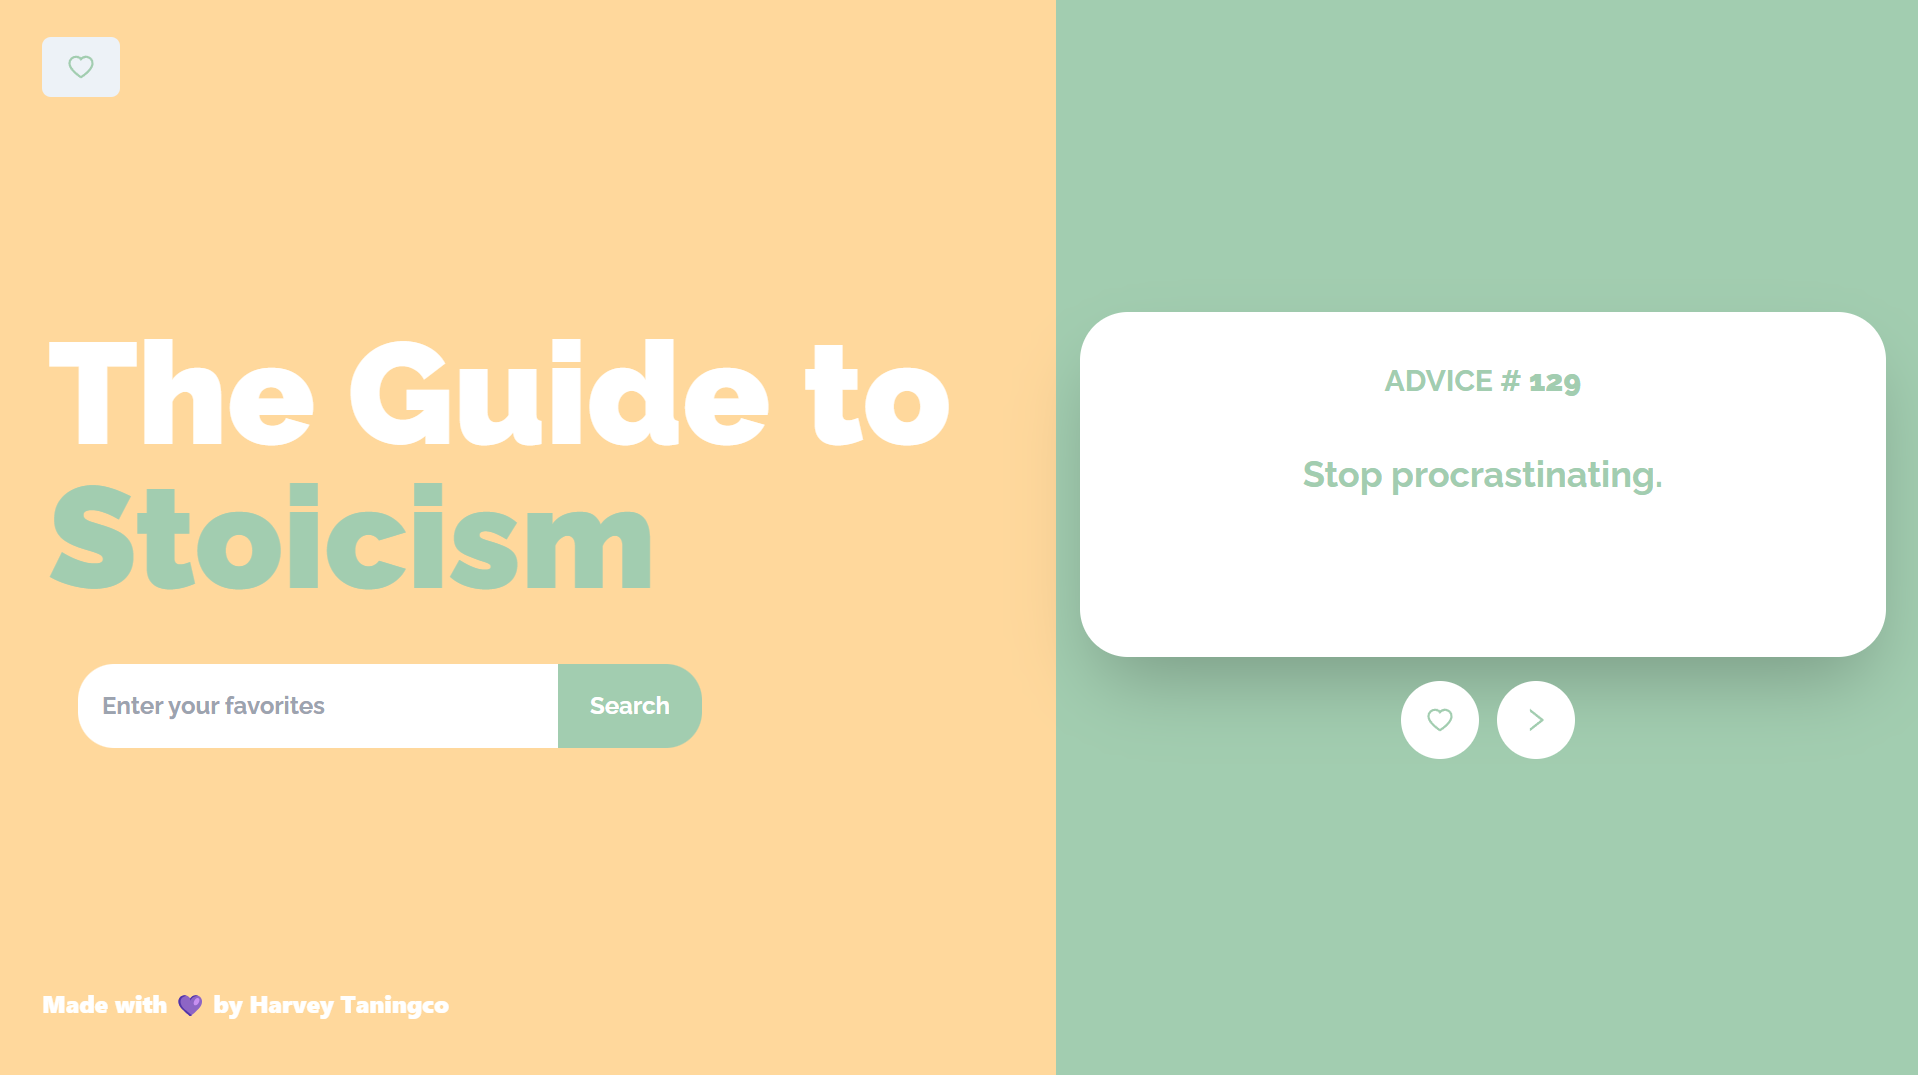 The Guide to
Stoicism
Enter your favorites
Search
Made with 💜 by Harvey Taningco
ADVICE # 129
Stop procrastinating.